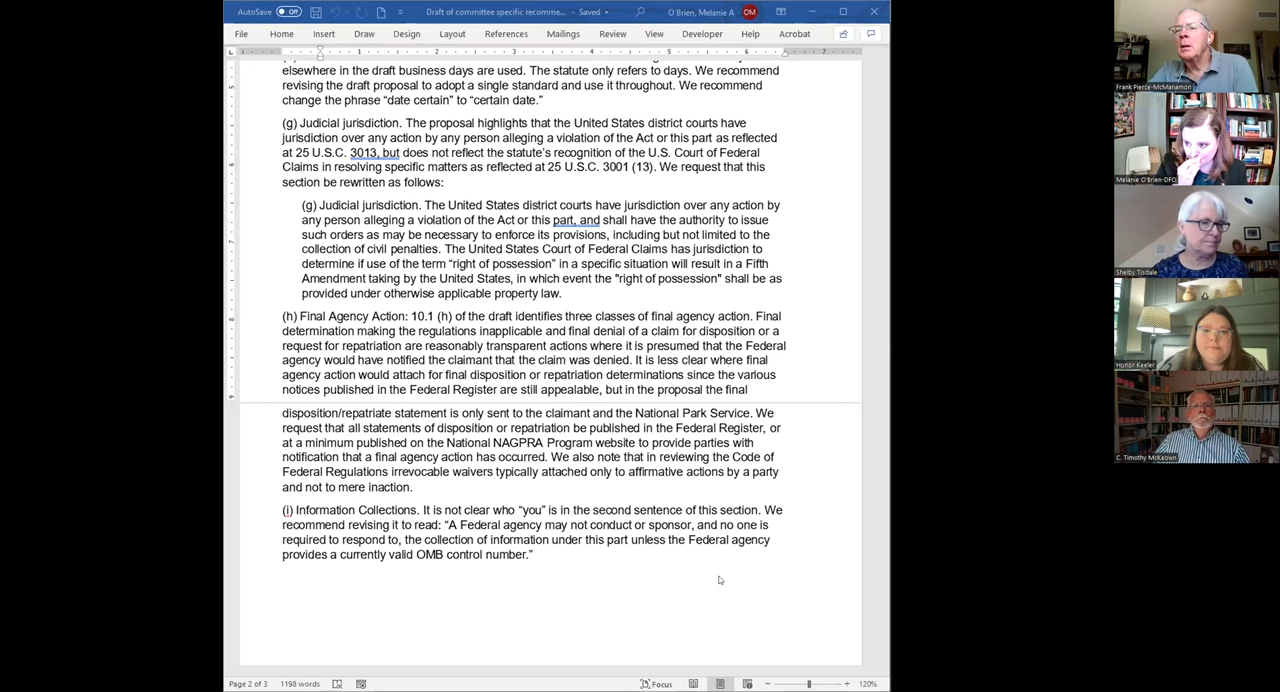 AutoSave Off Draft of committee specific recomme... - Saved O'Brien, Melanie A OM
File Home Insert Draw Design Layout References Mailings Review View Developer Help Acrobat
elsewhere in the draft business days are used. The statute only refers to days. We recommend
revising the draft proposal to adopt a single standard and use it throughout. We recommend
change the phrase “date certain” to “certain date.”
(g) Judicial jurisdiction. The proposal highlights that the United States district courts have
jurisdiction over any action by any person alleging a violation of the Act or this part as reflected
at 25 U.S.C. 3013, but does not reflect the statute's recognition of the U.S. Court of Federal
Claims in resolving specific matters as reflected at 25 U.S.C. 3001 (13). We request that this
section be rewritten as follows:
(g) Judicial jurisdiction. The United States district courts have jurisdiction over any action by
any person alleging a violation of the Act or this part, and shall have the authority to issue
such orders as may be necessary to enforce its provisions, including but not limited to the
collection of civil penalties. The United States Court of Federal Claims has jurisdiction to
determine if use of the term “right of possession” in a specific situation will result in a Fifth
Amendment taking by the United States, in which event the "right of possession" shall be as
provided under otherwise applicable property law.
(h) Final Agency Action: 10.1 (h) of the draft identifies three classes of final agency action. Final
determination making the regulations inapplicable and final denial of a claim for disposition or a
request for repatriation are reasonably transparent actions where it is presumed that the Federal
agency would have notified the claimant that the claim was denied. It is less clear where final
agency action would attach for final disposition or repatriation determinations since the various
notices published in the Federal Register are still appealable, but in the proposal the final
disposition/repatriate statement is only sent to the claimant and the National Park Service. We
request that all statements of disposition or repatriation be published in the Federal Register, or
at a minimum published on the National NAGPRA Program website to provide parties with
notification that a final agency action has occurred. We also note that in reviewing the Code of
Federal Regulations irrevocable waivers typically attached only to affirmative actions by a party
and not to mere inaction.
(i) Information Collections. It is not clear who “you” is in the second sentence of this section. We
recommend revising it to read: “A Federal agency may not conduct or sponsor, and no one is
required to respond to, the collection of information under this part unless the Federal agency
provides a currently valid OMB control number.”
Page 2 of 3 1198 words Focus 120%
Frank Pierce-McManamon
Melanie O'Brien-DFO
Shelby Tisdale
Honor Keeler
C. Timothy McKeown